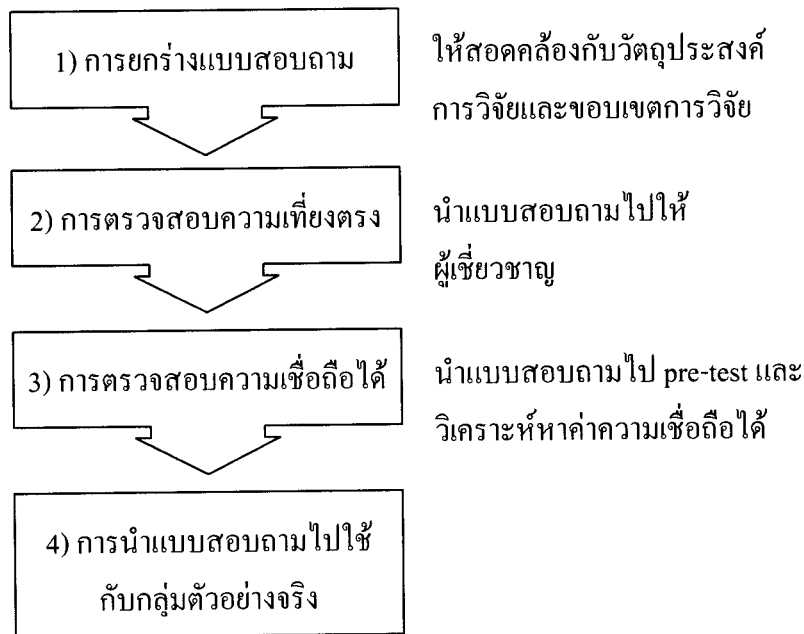 1) การยกร่างแบบสอบถาม
ให้สอดคล้องกับวัตถุประสงค์
การวิจัยและขอบเขตการวิจัย
2) การตรวจสอบความเที่ยงตรง
นำแบบสอบถามไปให้
ผู้เชี่ยวชาญ
3) การตรวจสอบความเชื่อถือได้
นำแบบสอบถามไป pre-test และ
วิเคราะห์หาค่าความเชื่อถือได้
4) การนำแบบสอบถามไปใช้
กับกลุ่มตัวอย่างจริง